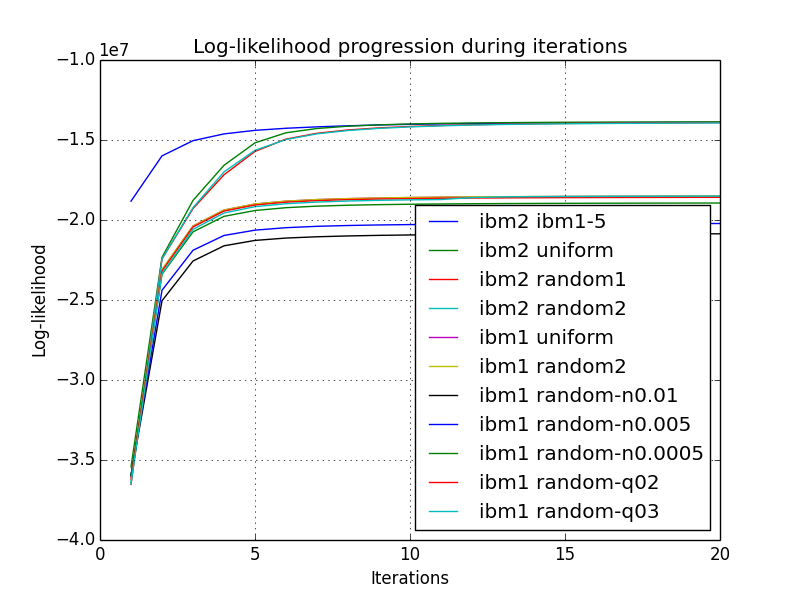 Log-likelihood progression during iterations
1e7
−1.0
−1.5
−2.0
−2.5
−3.0
−3.5
−4.0
Log-likelihood
ibm2 ibm1-5
ibm2 uniform
ibm2 random1
ibm2 random2
ibm1 uniform
ibm1 random2
ibm1 random-n0.01
ibm1 random-n0.005
ibm1 random-n0.0005
ibm1 random-q02
ibm1 random-q03
0 5 10 15 20
Iterations